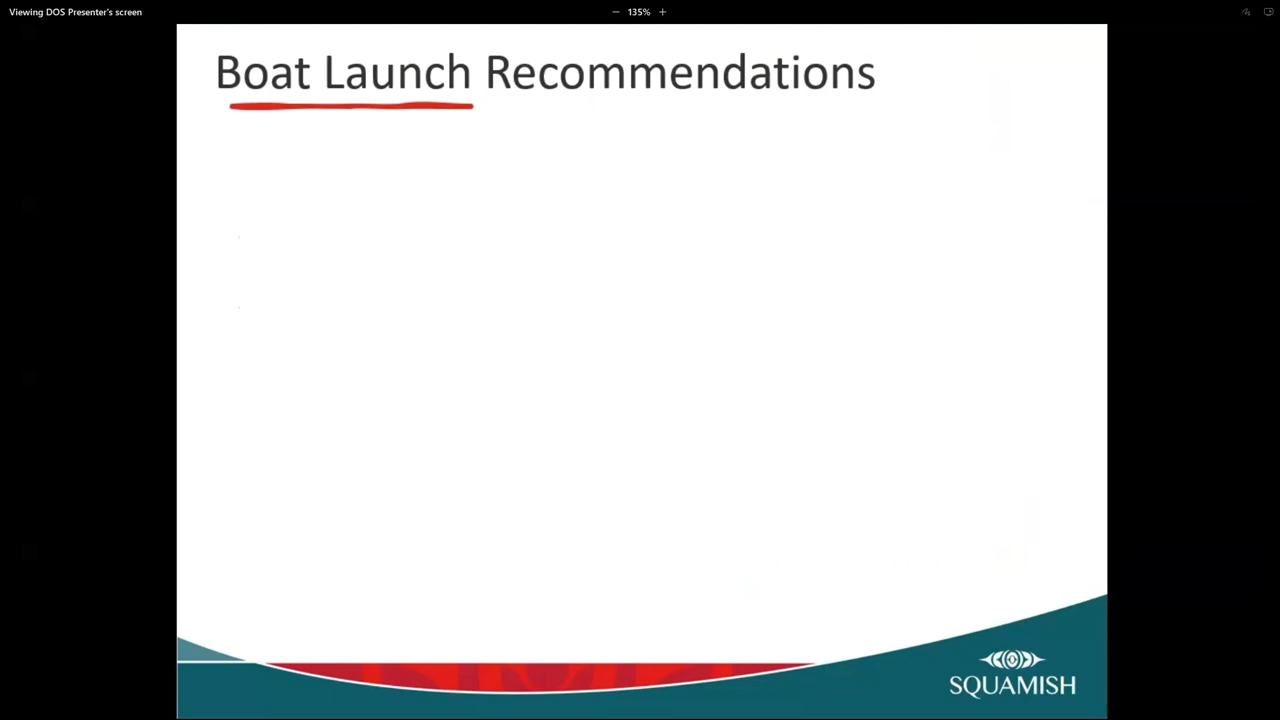 Viewing DOS Presenter's screen
135%
Boat Launch Recommendations
SQUAMISH